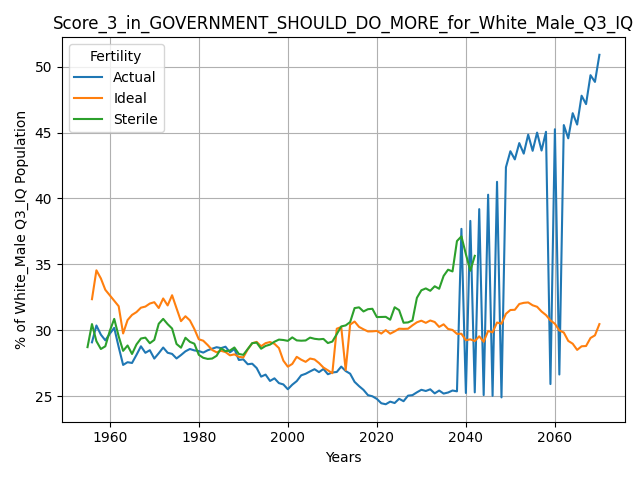 Score_3_in_GOVERNMENT_SHOULD_DO_MORE_for_White_Male_Q3_IQ
Fertility
Actual
Ideal
Sterile
% of White_Male Q3_IQ Population
50
45
40
35
30
25
1960
1980
2000
2020
2040
2060
Years